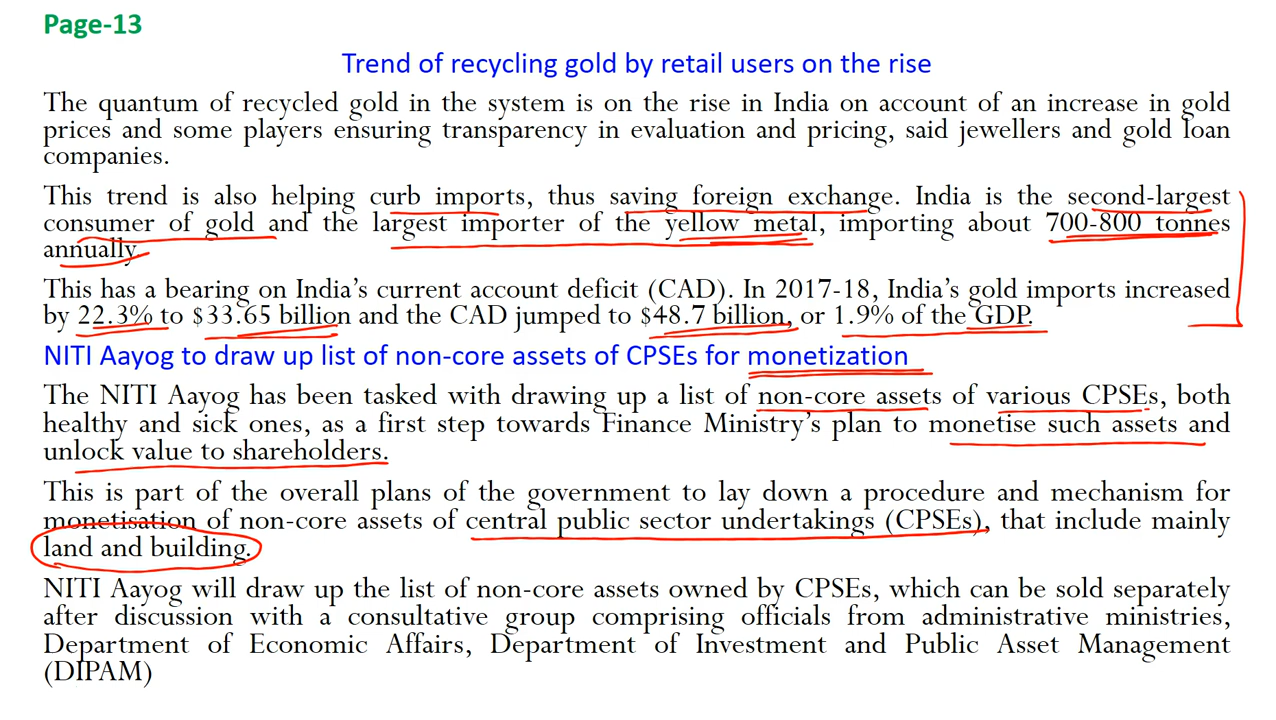 Page-13
Trend of recycling gold by retail users on the rise
The quantum of recycled gold in the system is on the rise in India on account of an increase in gold
prices and some players ensuring transparency in evaluation and pricing, said jewellers and gold loan
companies.
This trend is also helping curb imports, thus saving foreign exchange. India is the second-largest
consumer of gold and the largest importer of the yellow metal, importing about 700-800 tonnes
annually.
This has a bearing on India's current account deficit (CAD). In 2017-18, India's gold imports increased
by 22.3% to $33.65 billion and the CAD jumped to $48.7 billion, or 1.9% of the GDP.
NITI Aayog to draw up list of non-core assets of CPSEs for monetization
The NITI Aayog has been tasked with drawing up a list of non-core assets of various CPSEs, both
healthy and sick ones, as a first step towards Finance Ministry's plan to monetise such assets and
unlock value to shareholders.
This is part of the overall plans of the government to lay down a procedure and mechanism for
monetisation of non-core assets of central public sector undertakings (CPSEs), that include mainly
land and building.
NITI Aayog will draw up the list of non-core assets owned by CPSEs, which can be sold separately
after discussion with a consultative group comprising officials from administrative ministries,
Department of Economic Affairs, Department of Investment and Public Asset Management
(DIPAM)